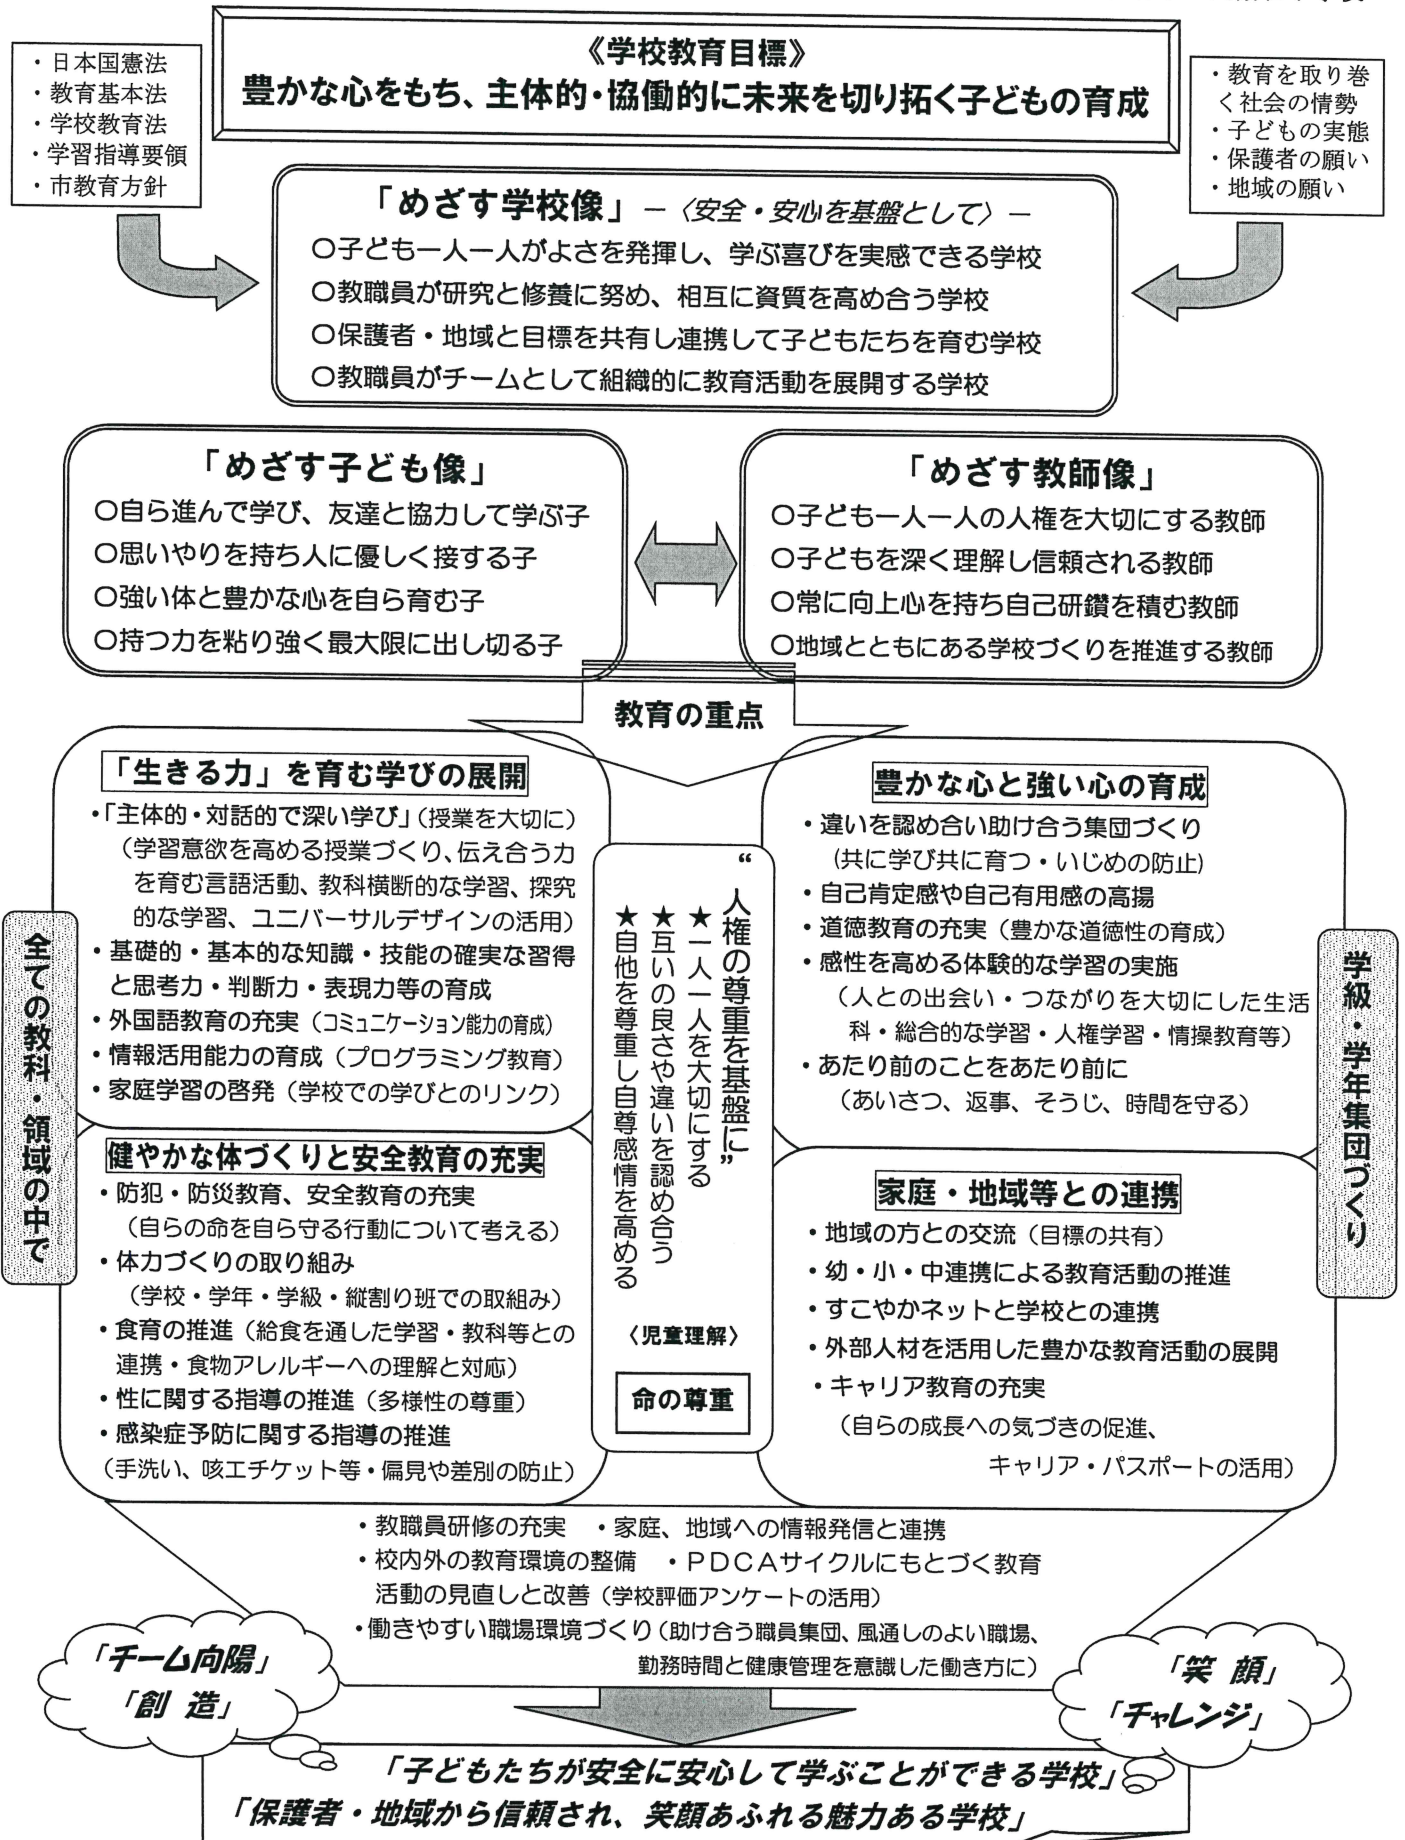 《学校教育目標》
豊かな心をもち、主体的・協働的に未来を切り拓く子どもの育成
・日本国憲法
・教育基本法
・学校教育法
・学習指導要領
・市教育方針
・教育を取り巻
く社会の情勢
・子どもの実態
・保護者の願い
・地域の願い
「めざす学校像」－〈安全・安心を基盤として〉－
○子ども一人一人がよさを発揮し、学ぶ喜びを実感できる学校
○教職員が研究と修養に努め、相互に資質を高め合う学校
○保護者・地域と目標を共有し連携して子どもたちを育む学校
○教職員がチームとして組織的に教育活動を展開する学校
「めざす子ども像」
○自ら進んで学び、友達と協力して学ぶ子
○思いやりを持ち人に優しく接する子
○強い体と豊かな心を自ら育む子
○持つ力を粘り強く最大限に出し切る子
「めざす教師像」
○子ども一人一人の人権を大切にする教師
○子どもを深く理解し信頼される教師
○常に向上心を持ち自己研鑽を積む教師
○地域とともにある学校づくりを推進する教師
教育の重点
全ての教科・領域の中で
「生きる力」を育む学びの展開
・「主体的・対話的で深い学び」（授業を大切に）
（学習意欲を高める授業づくり、伝え合う力
を育む言語活動、教科横断的な学習、探究
的な学習、ユニバーサルデザインの活用）
・基礎的・基本的な知識・技能の確実な習得
と思考力・判断力・表現力等の育成
・外国語教育の充実（コミュニケーション能力の育成）
・情報活用能力の育成（プログラミング教育）
・家庭学習の啓発（学校での学びとのリンク）
健やかな体づくりと安全教育の充実
・防犯・防災教育、安全教育の充実
（自らの命を自ら守る行動について考える）
・体力づくりの取り組み
（学校・学年・学級・縦割り班での取組み）
・食育の推進（給食を通した学習・教科等との
連携・食物アレルギーへの理解と対応）
・性に関する指導の推進（多様性の尊重）
・感染症予防に関する指導の推進
（手洗い、咳エチケット等・偏見や差別の防止）
“人権の尊重を基盤に”
★一人一人を大切にする
★互いの良さや違いを認め合う
★自他を尊重し自尊感情を高める
〈児童理解〉
命の尊重
豊かな心と強い心の育成
・違いを認め合い助け合う集団づくり
（共に学び共に育つ・いじめの防止）
・自己肯定感や自己有用感の高揚
・道徳教育の充実（豊かな道徳性の育成）
・感性を高める体験的な学習の実施
（人との出会い・つながりを大切にした生活
科・総合的な学習・人権学習・情操教育等）
・あたり前のことをあたり前に
（あいさつ、返事、そうじ、時間を守る）
家庭・地域等との連携
・地域の方との交流（目標の共有）
・幼・小・中連携による教育活動の推進
・すこやかネットと学校との連携
・外部人材を活用した豊かな教育活動の展開
・キャリア教育の充実
（自らの成長への気づきの促進、
キャリア・パスポートの活用）
学級・学年集団づくり
・教職員研修の充実　・家庭、地域への情報発信と連携
・校内外の教育環境の整備　・ＰＤＣＡサイクルにもとづく教育
活動の見直しと改善（学校評価アンケートの活用）
・働きやすい職場環境づくり（助け合う職員集団、風通しのよい職場、
勤務時間と健康管理を意識した働き方に）
「チーム向陽」
「創 造」
「笑 顔」
「チャレンジ」
「子どもたちが安全に安心して学ぶことができる学校」
「保護者・地域から信頼され、笑顔あふれる魅力ある学校」